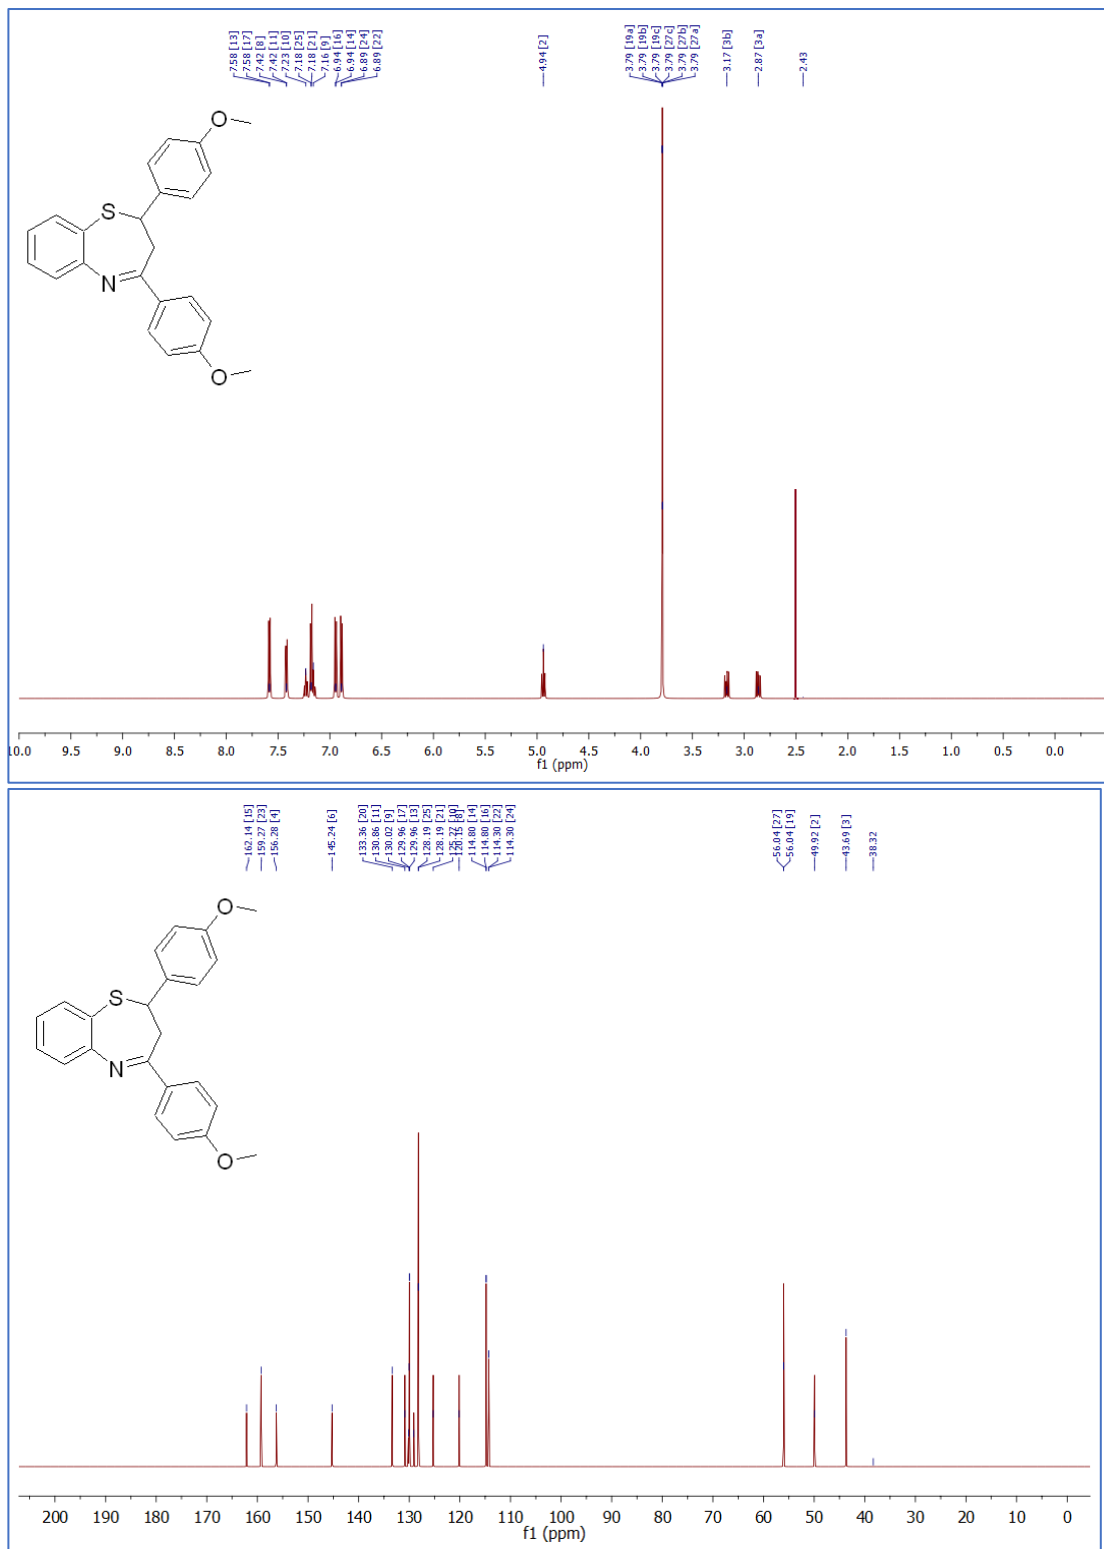 7.58 [13]
7.58 [17]
7.42 [8]
7.42 [11]
7.23 [10]
7.18 [25]
7.18 [21]
7.16 [9]
6.94 [16]
6.94 [14]
6.89 [24]
6.89 [22]
4.94 [2]
3.79 [19a]
3.79 [19b]
3.79 [19c]
3.79 [27c]
3.79 [27b]
3.79 [27a]
3.17 [3b]
2.87 [3a]
2.43
O
S
N
O
10.0 9.5 9.0 8.5 8.0 7.5 7.0 6.5 6.0 5.5 5.0 4.5 4.0 3.5 3.0 2.5 2.0 1.5 1.0 0.5 0.0
f1 (ppm)
162.14 [15]
159.27 [23]
156.28 [4]
145.24 [6]
133.36 [20]
130.86 [11]
130.02 [9]
129.96 [17]
129.96 [13]
128.19 [25]
128.19 [21]
125.27 [10]
120.15 [8]
114.80 [14]
114.80 [16]
114.30 [22]
114.30 [24]
56.04 [27]
56.04 [19]
49.92 [2]
43.69 [3]
38.32
O
S
N
O
200 190 180 170 160 150 140 130 120 110 100 90 80 70 60 50 40 30 20 10 0
f1 (ppm)